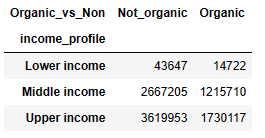 Organic_vs_Non Not_organic Organic
income_profile
Lower income 43647 14722
Middle income 2667205 1215710
Upper income 3619953 1730117